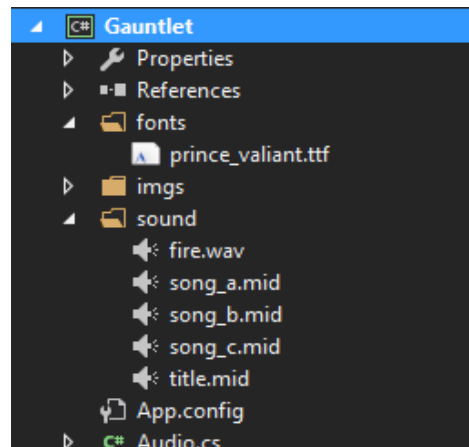 C# Gauntlet
Properties
References
fonts
A prince_valiant.ttf
imgs
sound
fire.wav
song_a.mid
song_b.mid
song_c.mid
title.mid
App.config
C# Audio.cs